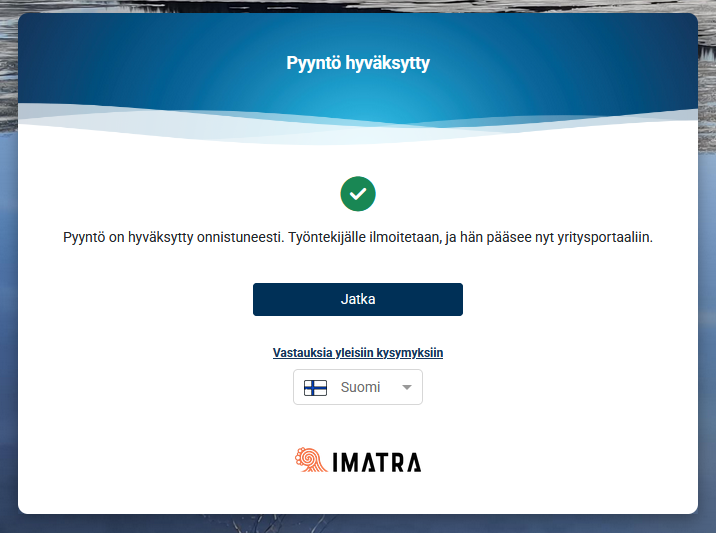 Pyyntö hyväksytty
Pyyntö on hyväksytty onnistuneesti. Työntekijälle ilmoitetaan, ja hän pääsee nyt yritysportaaliin.
Jatka
Vastauksia yleisiin kysymyksiin
Suomi
IMATRA